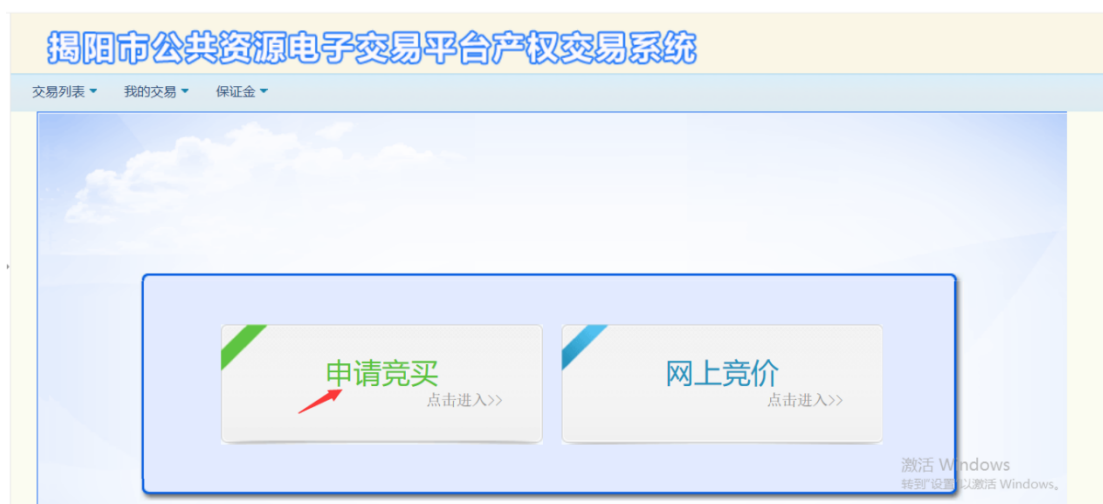 揭阳市公共资源电子交易平台产权交易系统
交易列表 我的交易 保证金
申请竞买 网上竞价
点击进入>> 点击进入>>
激活 Windows
转到"设置"以激活 Windows。